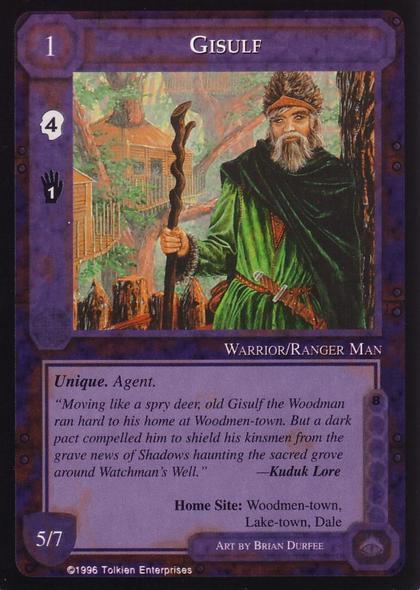 1
GISULF
4
1
WARRIOR/RANGER MAN
Unique. Agent.
"Moving like a spry deer, old Gisulf the Woodman
ran hard to his home at Woodmen-town. But a dark
pact compelled him to shield his kinsmen from the
grave news of Shadows haunting the sacred grove
around Watchman's Well." —Kuduk Lore
8
Home Site: Woodmen-town,
Lake-town, Dale
5/7
ART BY BRIAN DURFEE
©1996 Tolkien Enterprises